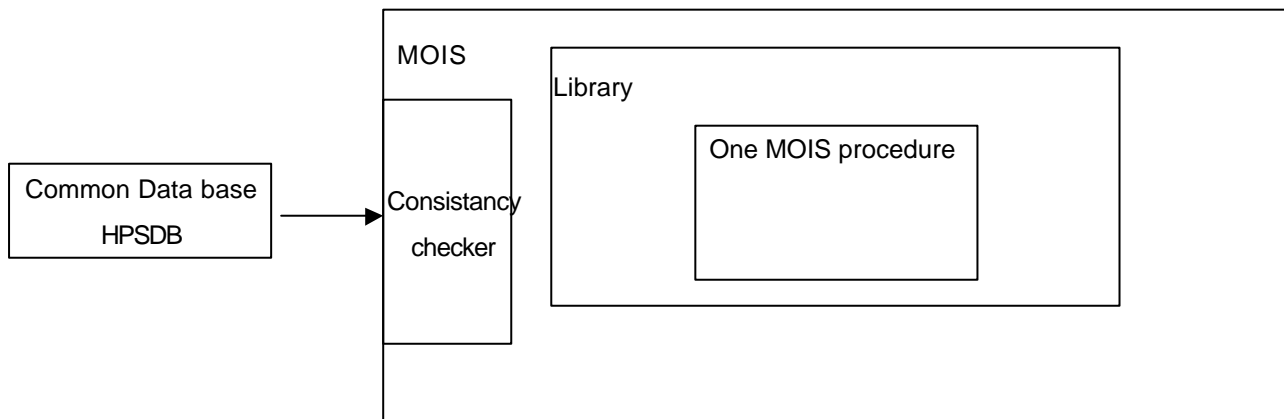 MOIS
Library
One MOIS procedure
Common Data base
HPSDB
Consistancy
checker